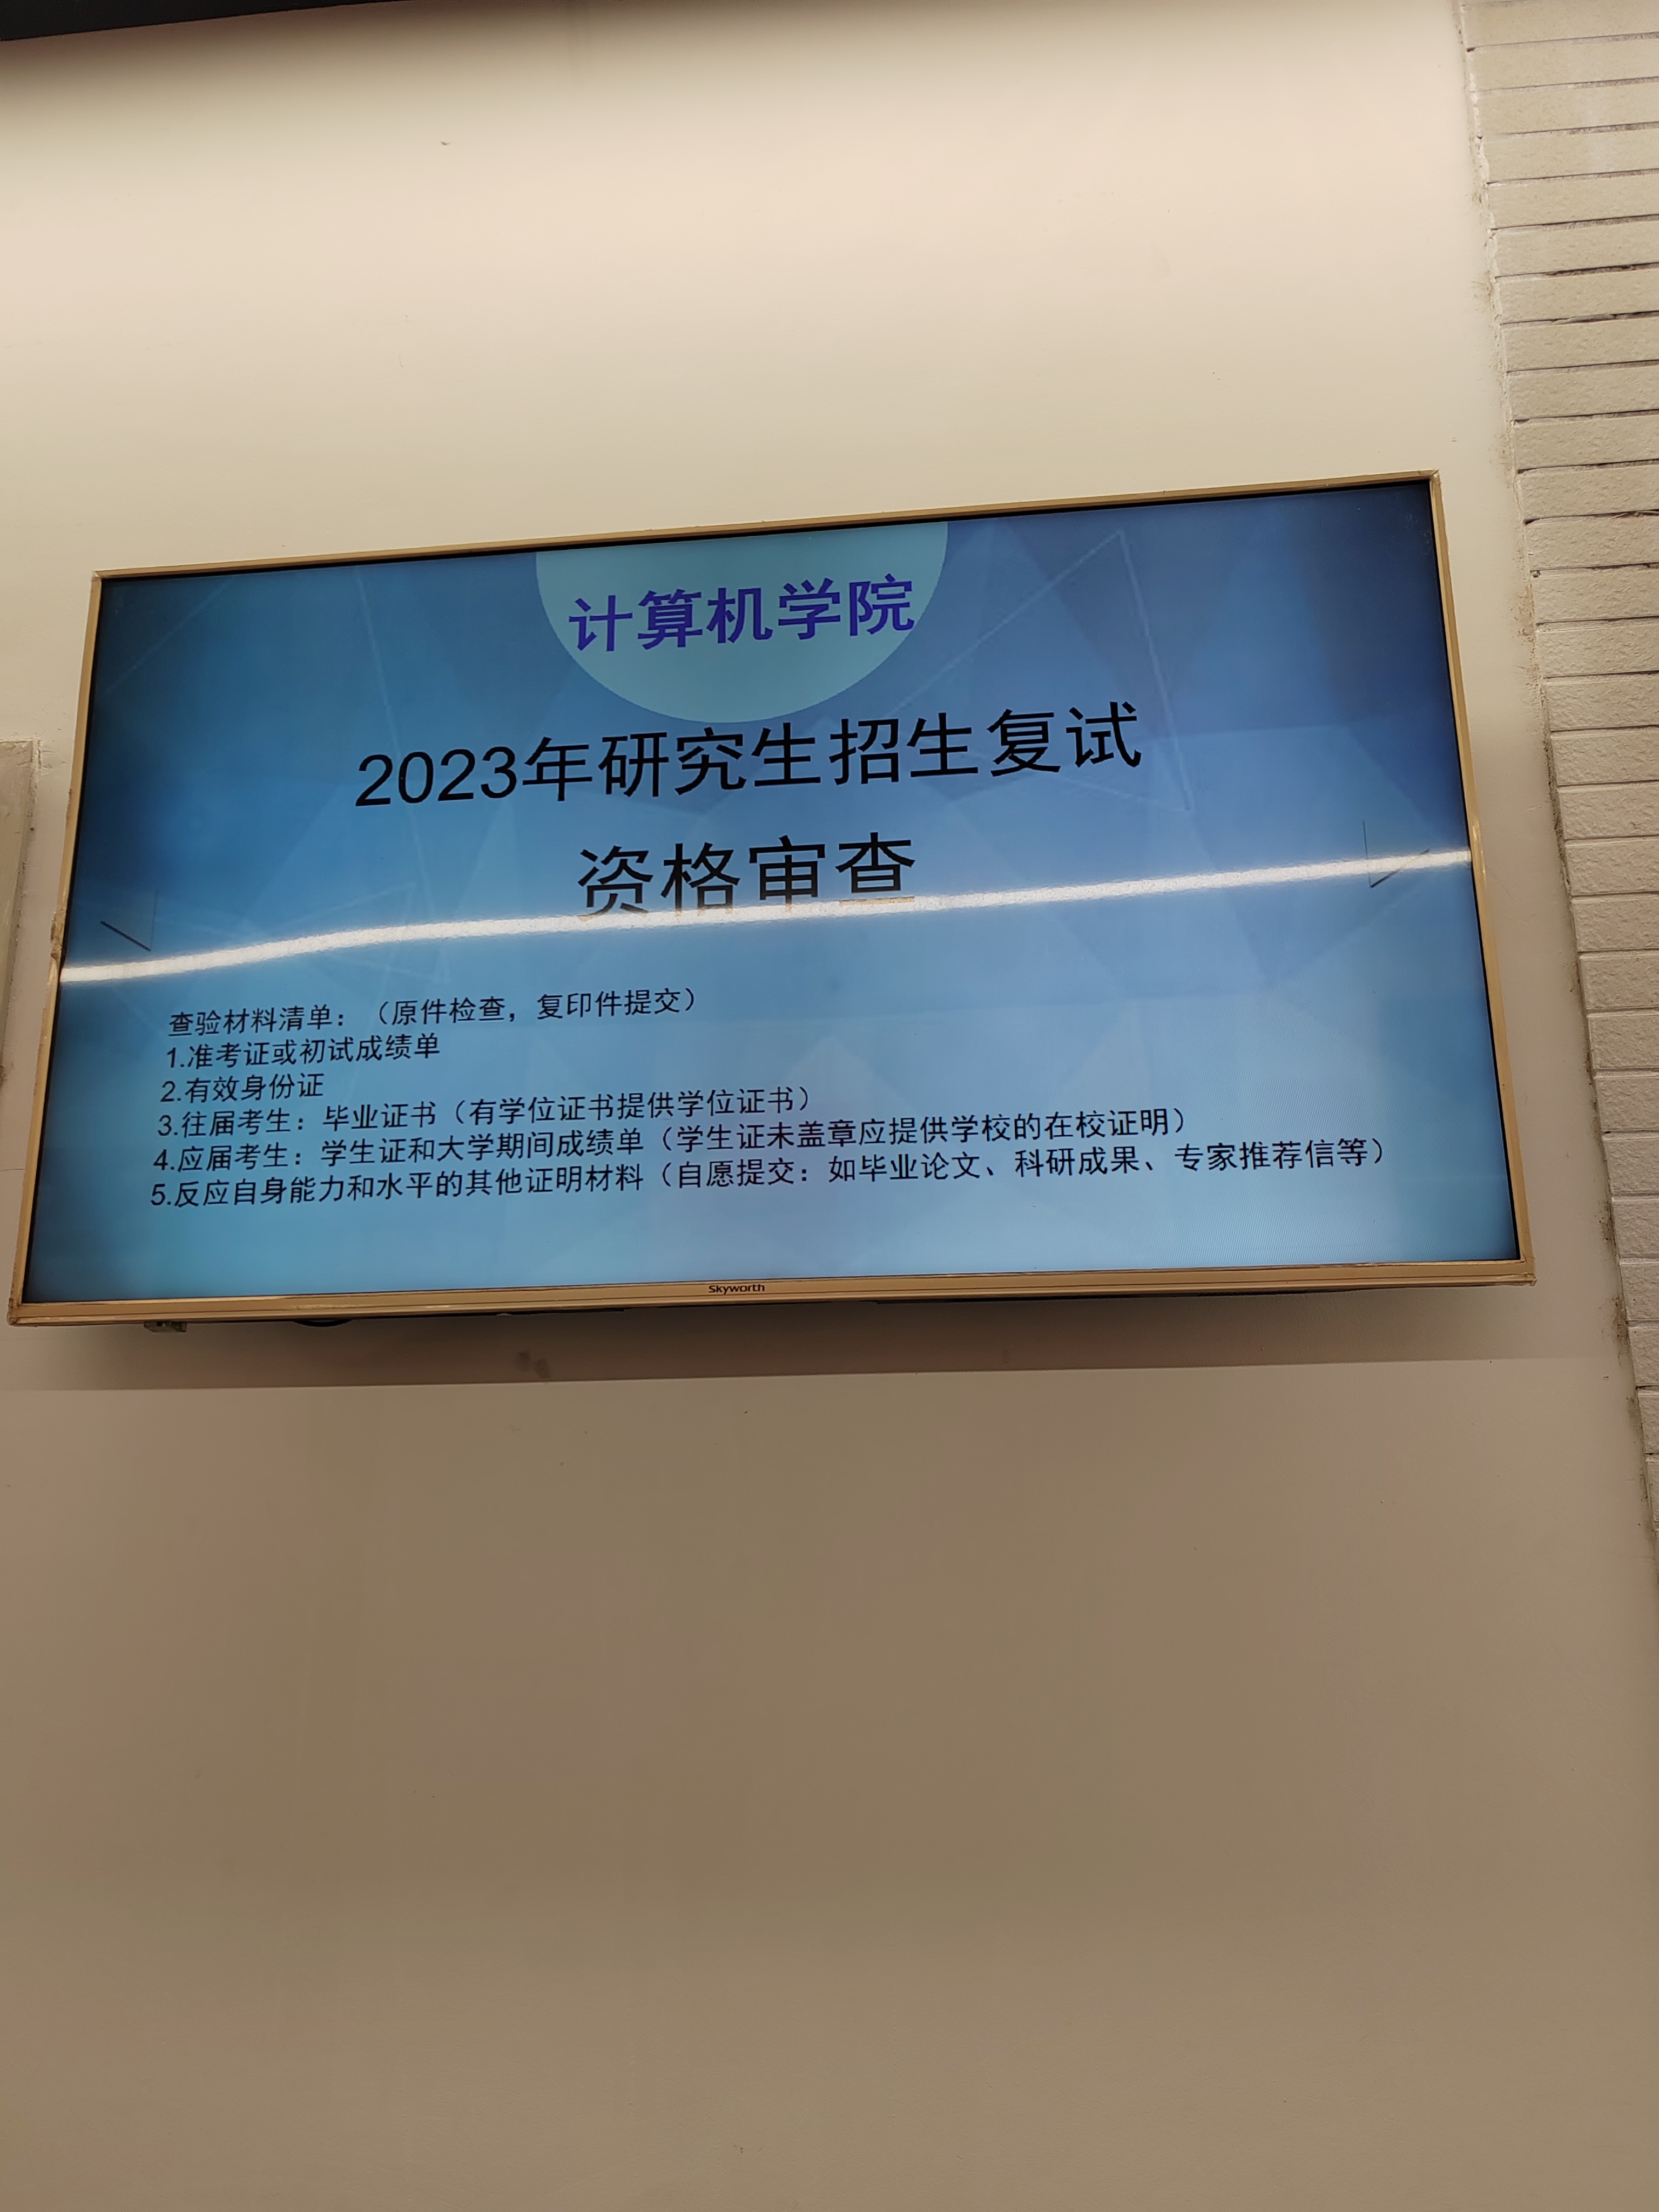 计算机学院
2023年研究生招生复试
资格审查
查验材料清单：（原件检查，复印件提交）
1.准考证或初试成绩单
2.有效身份证
3.往届考生：毕业证书（有学位证书提供学位证书）
4.应届考生：学生证和大学期间成绩单（学生证未盖章应提供学校的在校证明）
5.反应自身能力和水平的其他证明材料（自愿提交：如毕业论文、科研成果、专家推荐信等）
Skyworth